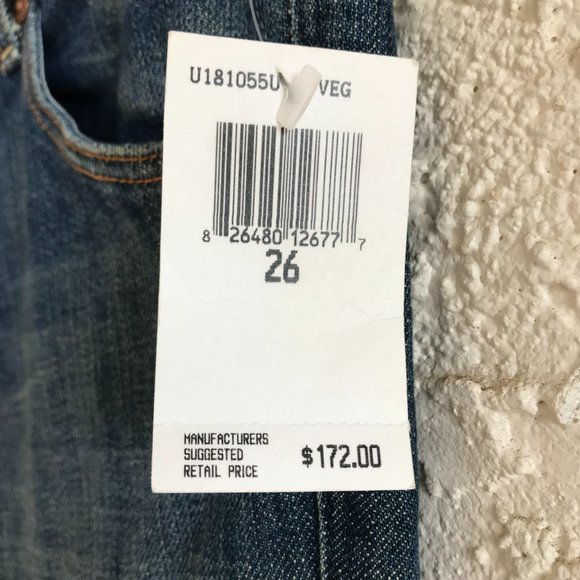 U181055U VEG
8 26480 12677 7
26
MANUFACTURERS
SUGGESTED
RETAIL PRICE $172.00